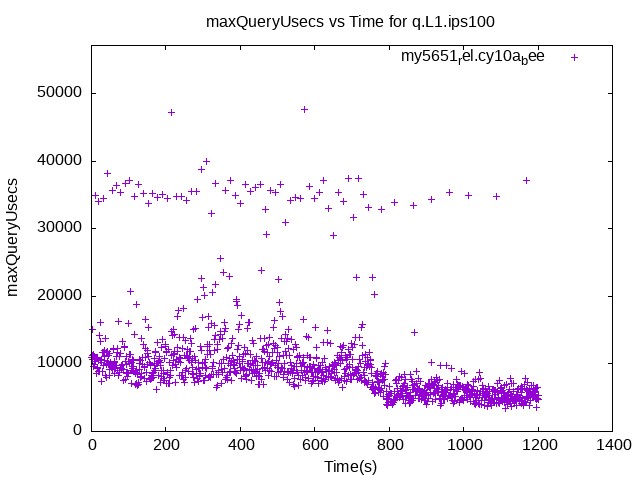 maxQueryUsecs vs Time for q.L1.ips100
my5651rel.cy10abee
50000
40000
30000
20000
10000
0
maxQueryUsecs
0 200 400 600 800 1000 1200 1400
Time(s)